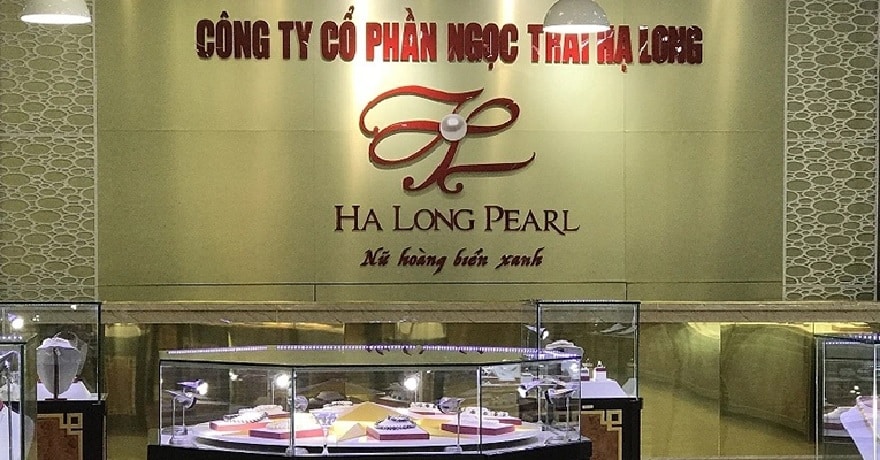 CÔNG TY CỔ PHẦN NGỌC TRAI HẠ LONG
HA LONG PEARL
Nữ hoàng biển xanh